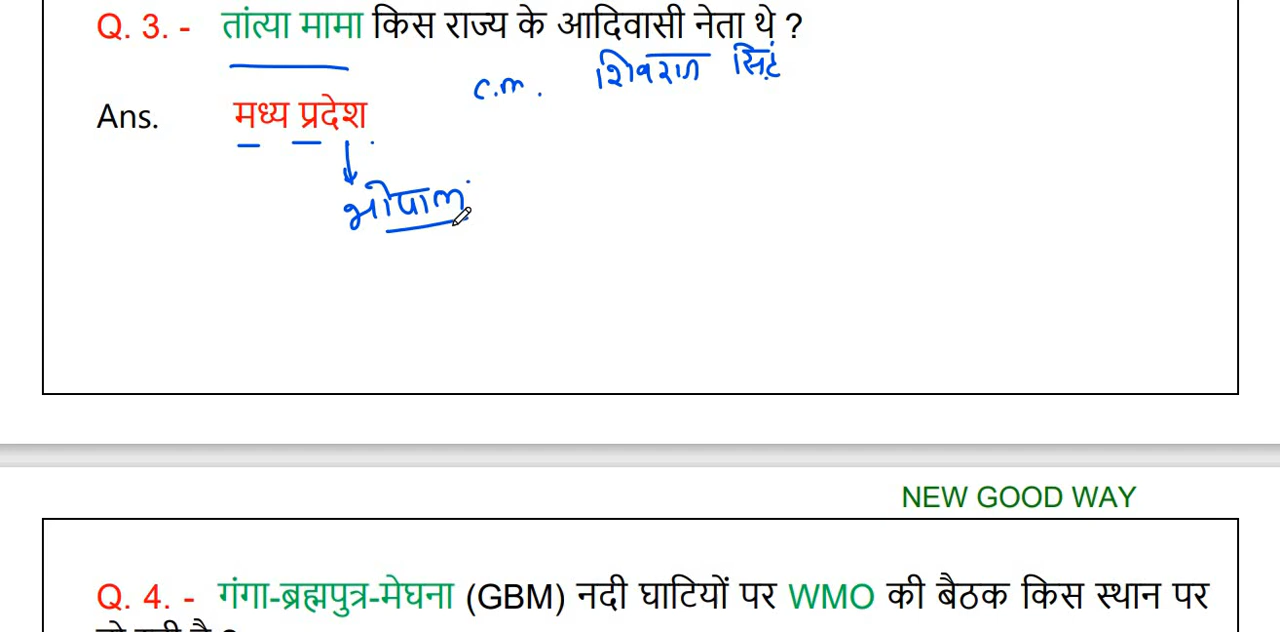 Q. 3. - तांत्या मामा किस राज्य के आदिवासी नेता थे ?
C.M. शिवराज सिंह
Ans. मध्य प्रदेश
भोपाल
NEW GOOD WAY
Q. 4. - गंगा-ब्रह्मपुत्र-मेघना (GBM) नदी घाटियों पर WMO की बैठक किस स्थान पर